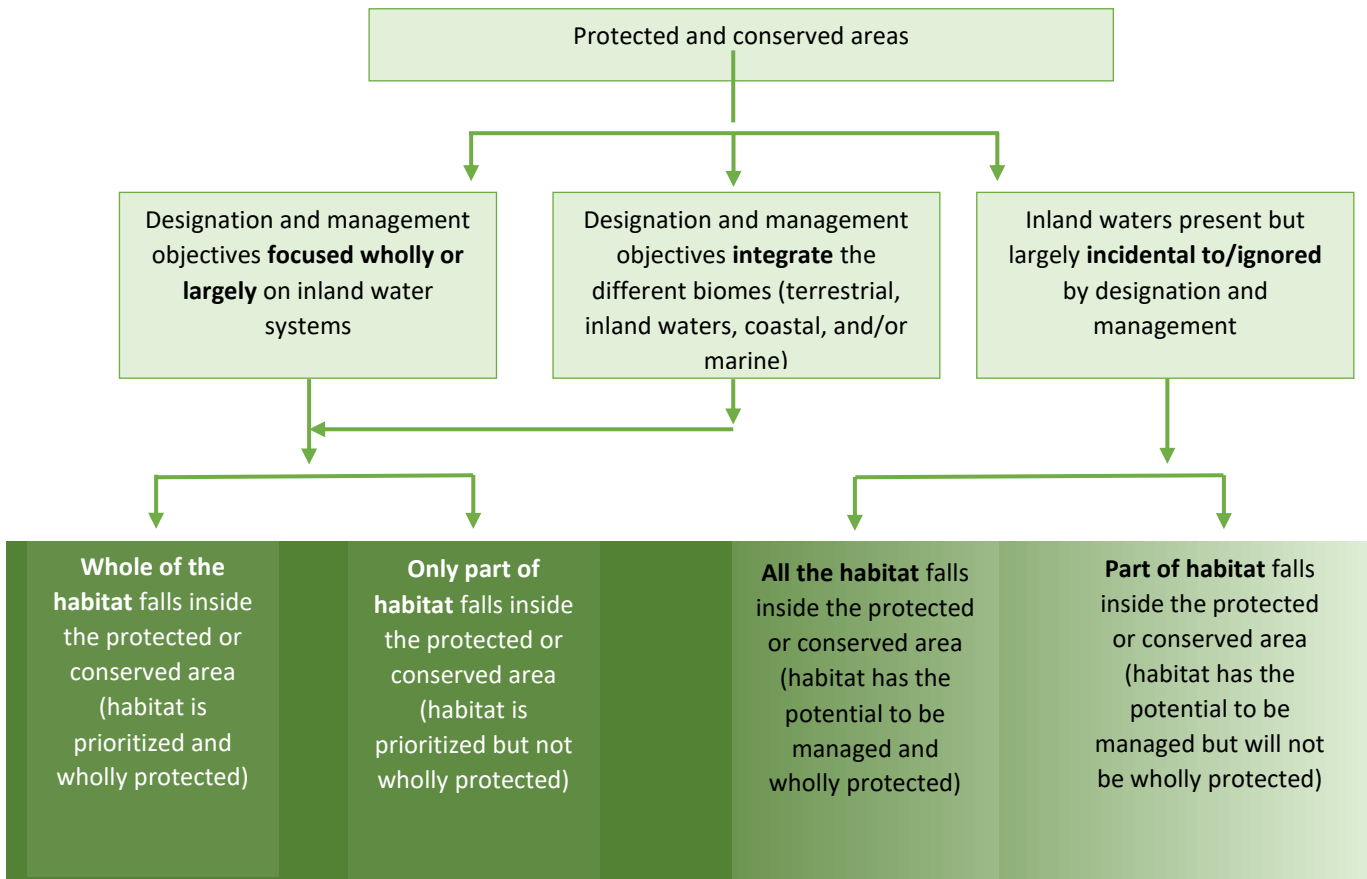 Protected and conserved areas
Designation and management
objectives focused wholly or
largely on inland water
systems
Designation and management
objectives integrate the
different biomes (terrestrial,
inland waters, coastal, and/or
marine)
Inland waters present but
largely incidental to/ignored
by designation and
management
Whole of the
habitat falls inside
the protected or
conserved area
(habitat is
prioritized and
wholly protected)
Only part of
habitat falls inside
the protected or
conserved area
(habitat is
prioritized but not
wholly protected)
All the habitat falls
inside the protected
or conserved area
(habitat has the
potential to be
managed and
wholly protected)
Part of habitat falls
inside the protected
or conserved area
(habitat has the
potential to be
managed but will not
be wholly protected)